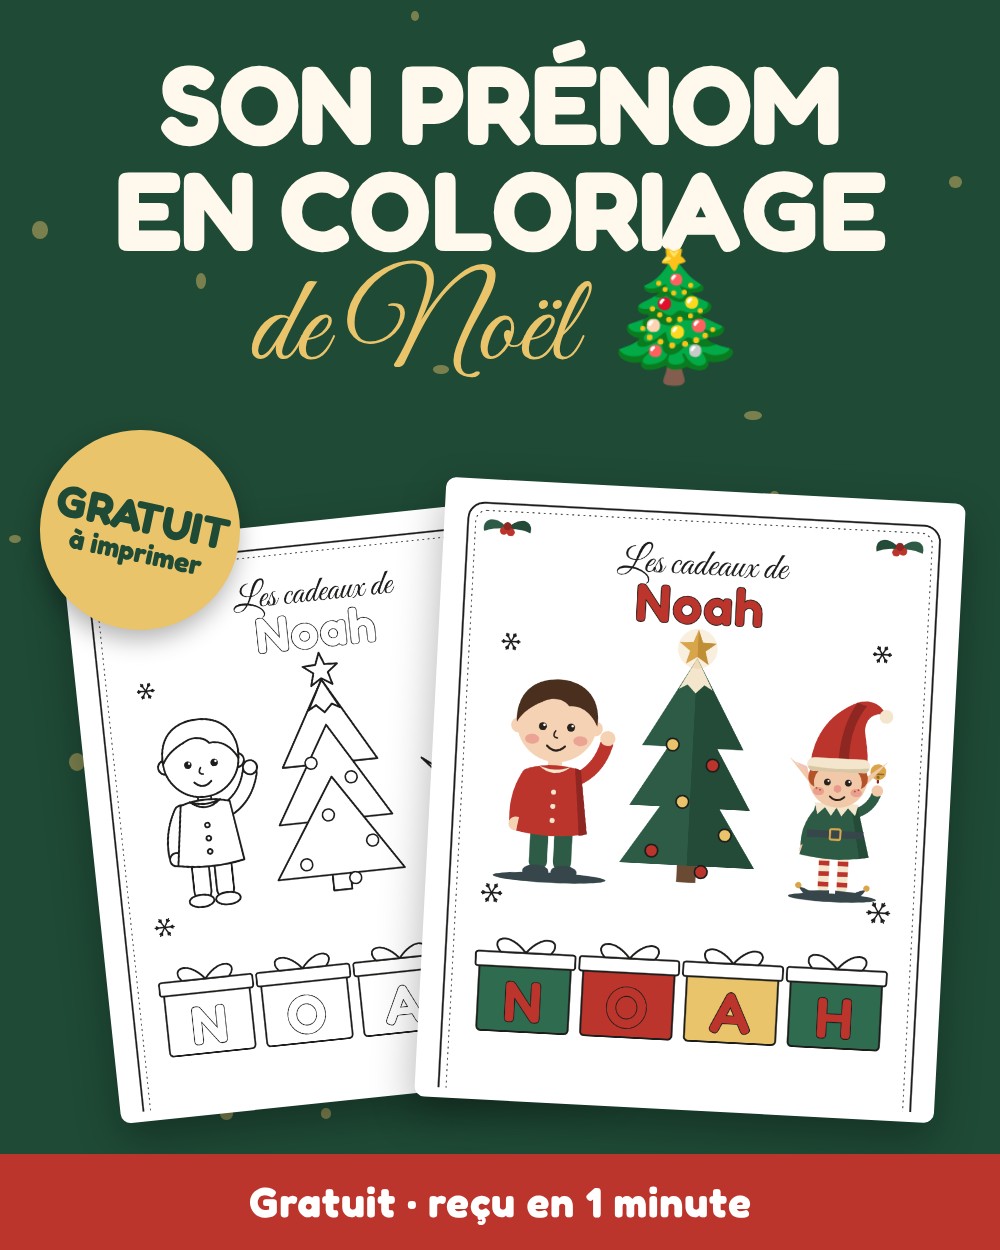 SON PRÉNOM
EN COLORIAGE
de Noël
GRATUIT
à imprimer
Les cadeaux de
Noah
N O A
Les cadeaux de
Noah
N O A H
Gratuit · reçu en 1 minute